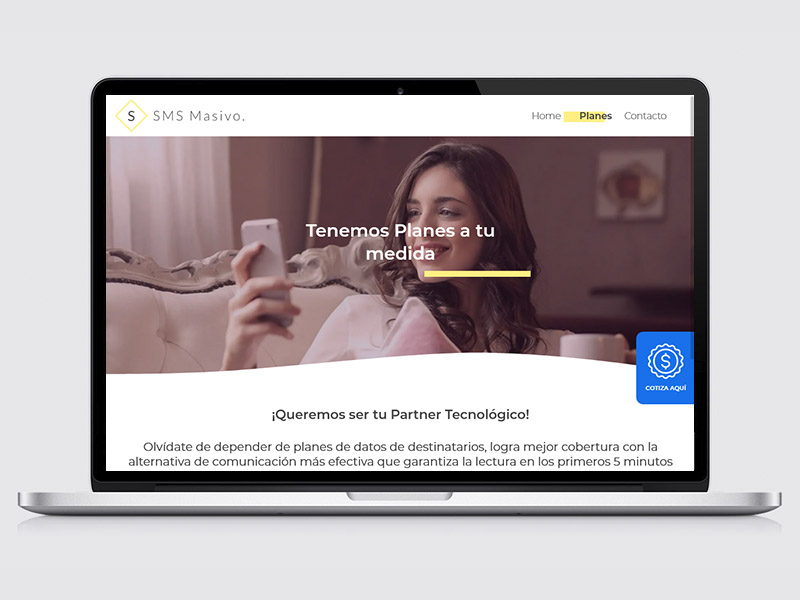 S
SMS Masivo.
Home Planes Contacto
Tenemos Planes a tu
medida
$
COTIZA AQUÍ
¡Queremos ser tu Partner Tecnológico!
Olvídate de depender de planes de datos de destinatarios, logra mejor cobertura con la
alternativa de comunicación más efectiva que garantiza la lectura en los primeros 5 minutos